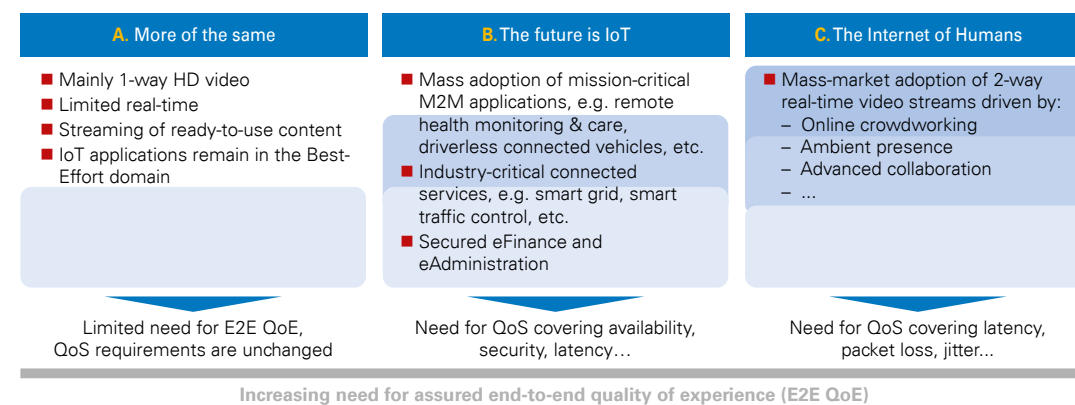 A. More of the same
■ Mainly 1-way HD video
■ Limited real-time
■ Streaming of ready-to-use content
■ IoT applications remain in the Best-
Effort domain
Limited need for E2E QoE,
QoS requirements are unchanged
B. The future is IoT
■ Mass adoption of mission-critical
M2M applications, e.g. remote
health monitoring & care,
driverless connected vehicles, etc.
■ Industry-critical connected
services, e.g. smart grid, smart
traffic control, etc.
■ Secured eFinance and
eAdministration
Need for QoS covering availability,
security, latency…
C. The Internet of Humans
■ Mass-market adoption of 2-way
real-time video streams driven by:
– Online crowdworking
– Ambient presence
– Advanced collaboration
– ...
Need for QoS covering latency,
packet loss, jitter...
Increasing need for assured end-to-end quality of experience (E2E QoE)